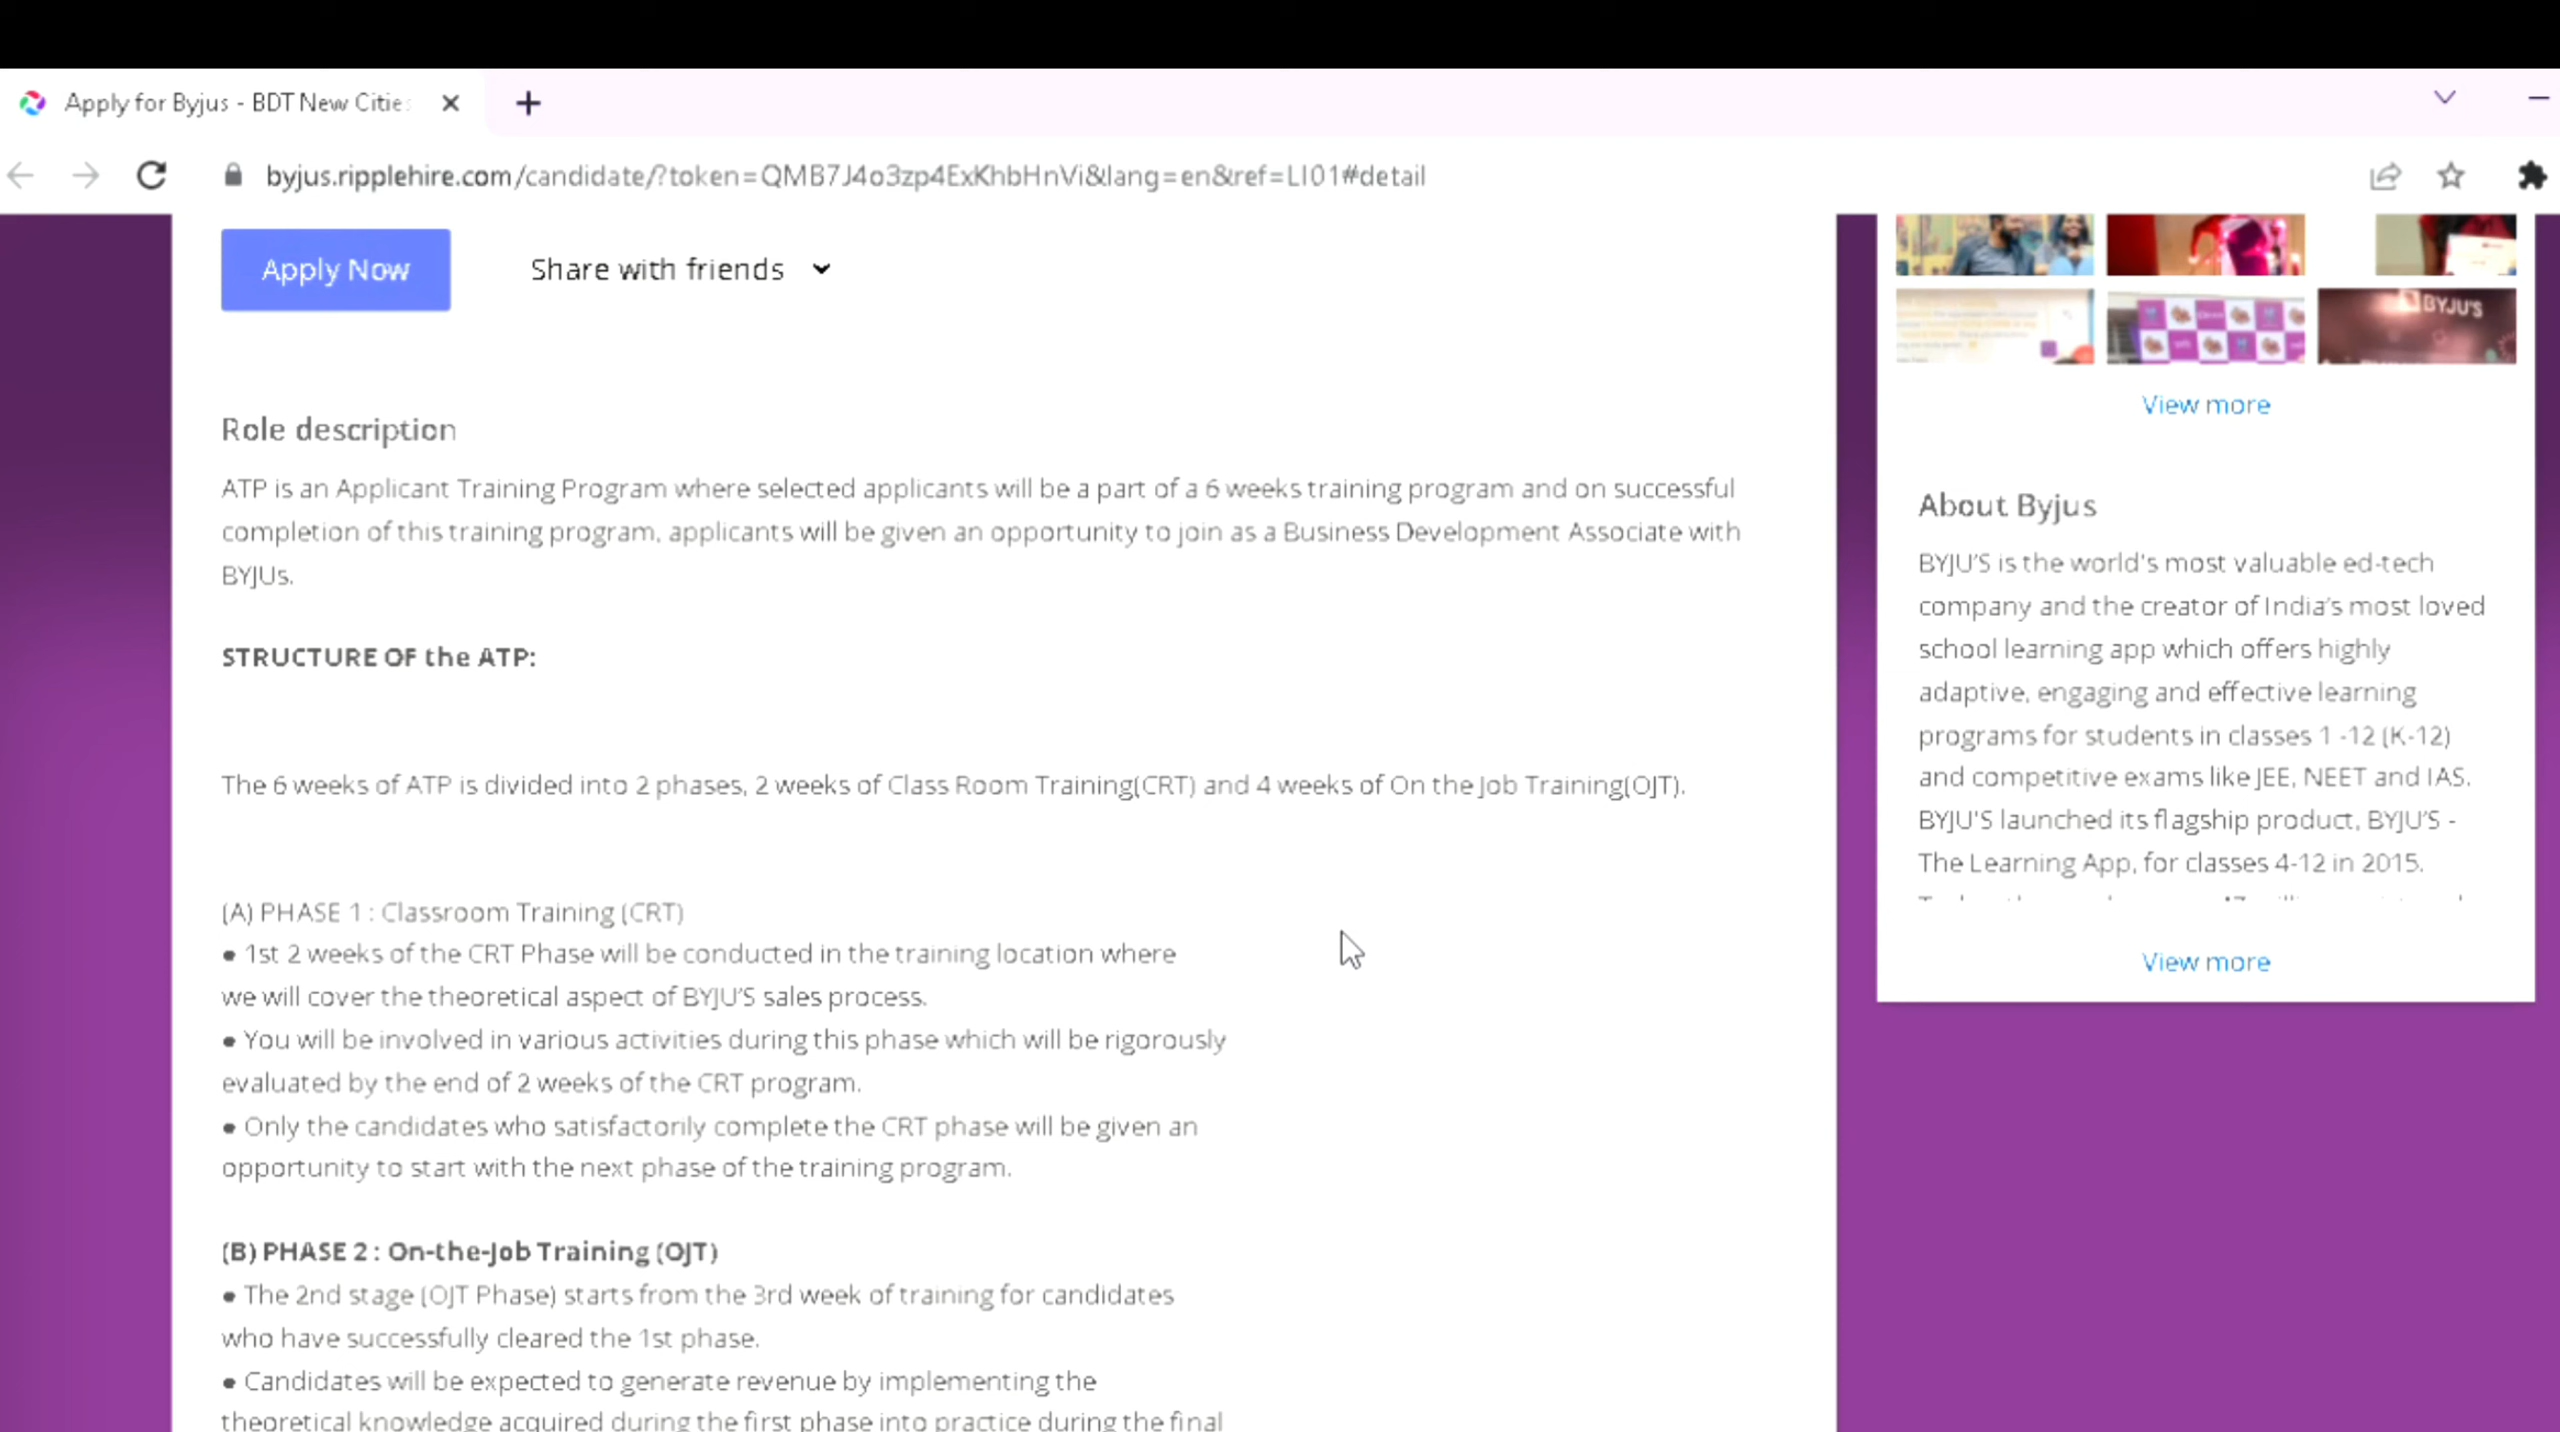 Apply for Byjus - BDT New Cities
byjus.ripplehire.com/candidate/?token=QMB7J4o3zp4ExKhbHnVi&lang=en&ref=LI01#detail
Apply Now
Share with friends
Role description
ATP is an Applicant Training Program where selected applicants will be a part of a 6 weeks training program and on successful
completion of this training program, applicants will be given an opportunity to join as a Business Development Associate with
BYJUs.
STRUCTURE OF the ATP:
The 6 weeks of ATP is divided into 2 phases, 2 weeks of Class Room Training(CRT) and 4 weeks of On the Job Training(OJT).
(A) PHASE 1 : Classroom Training (CRT)
● 1st 2 weeks of the CRT Phase will be conducted in the training location where
we will cover the theoretical aspect of BYJU'S sales process.
● You will be involved in various activities during this phase which will be rigorously
evaluated by the end of 2 weeks of the CRT program.
● Only the candidates who satisfactorily complete the CRT phase will be given an
opportunity to start with the next phase of the training program.
(B) PHASE 2 : On-the-Job Training (OJT)
● The 2nd stage (OJT Phase) starts from the 3rd week of training for candidates
who have successfully cleared the 1st phase.
● Candidates will be expected to generate revenue by implementing the
theoretical knowledge acquired during the first phase into practice during the final
BYJU'S
View more
About Byjus
BYJU'S is the world's most valuable ed-tech
company and the creator of India's most loved
school learning app which offers highly
adaptive, engaging and effective learning
programs for students in classes 1 -12 (K-12)
and competitive exams like JEE, NEET and IAS.
BYJU'S launched its flagship product, BYJU'S -
The Learning App, for classes 4-12 in 2015.
View more